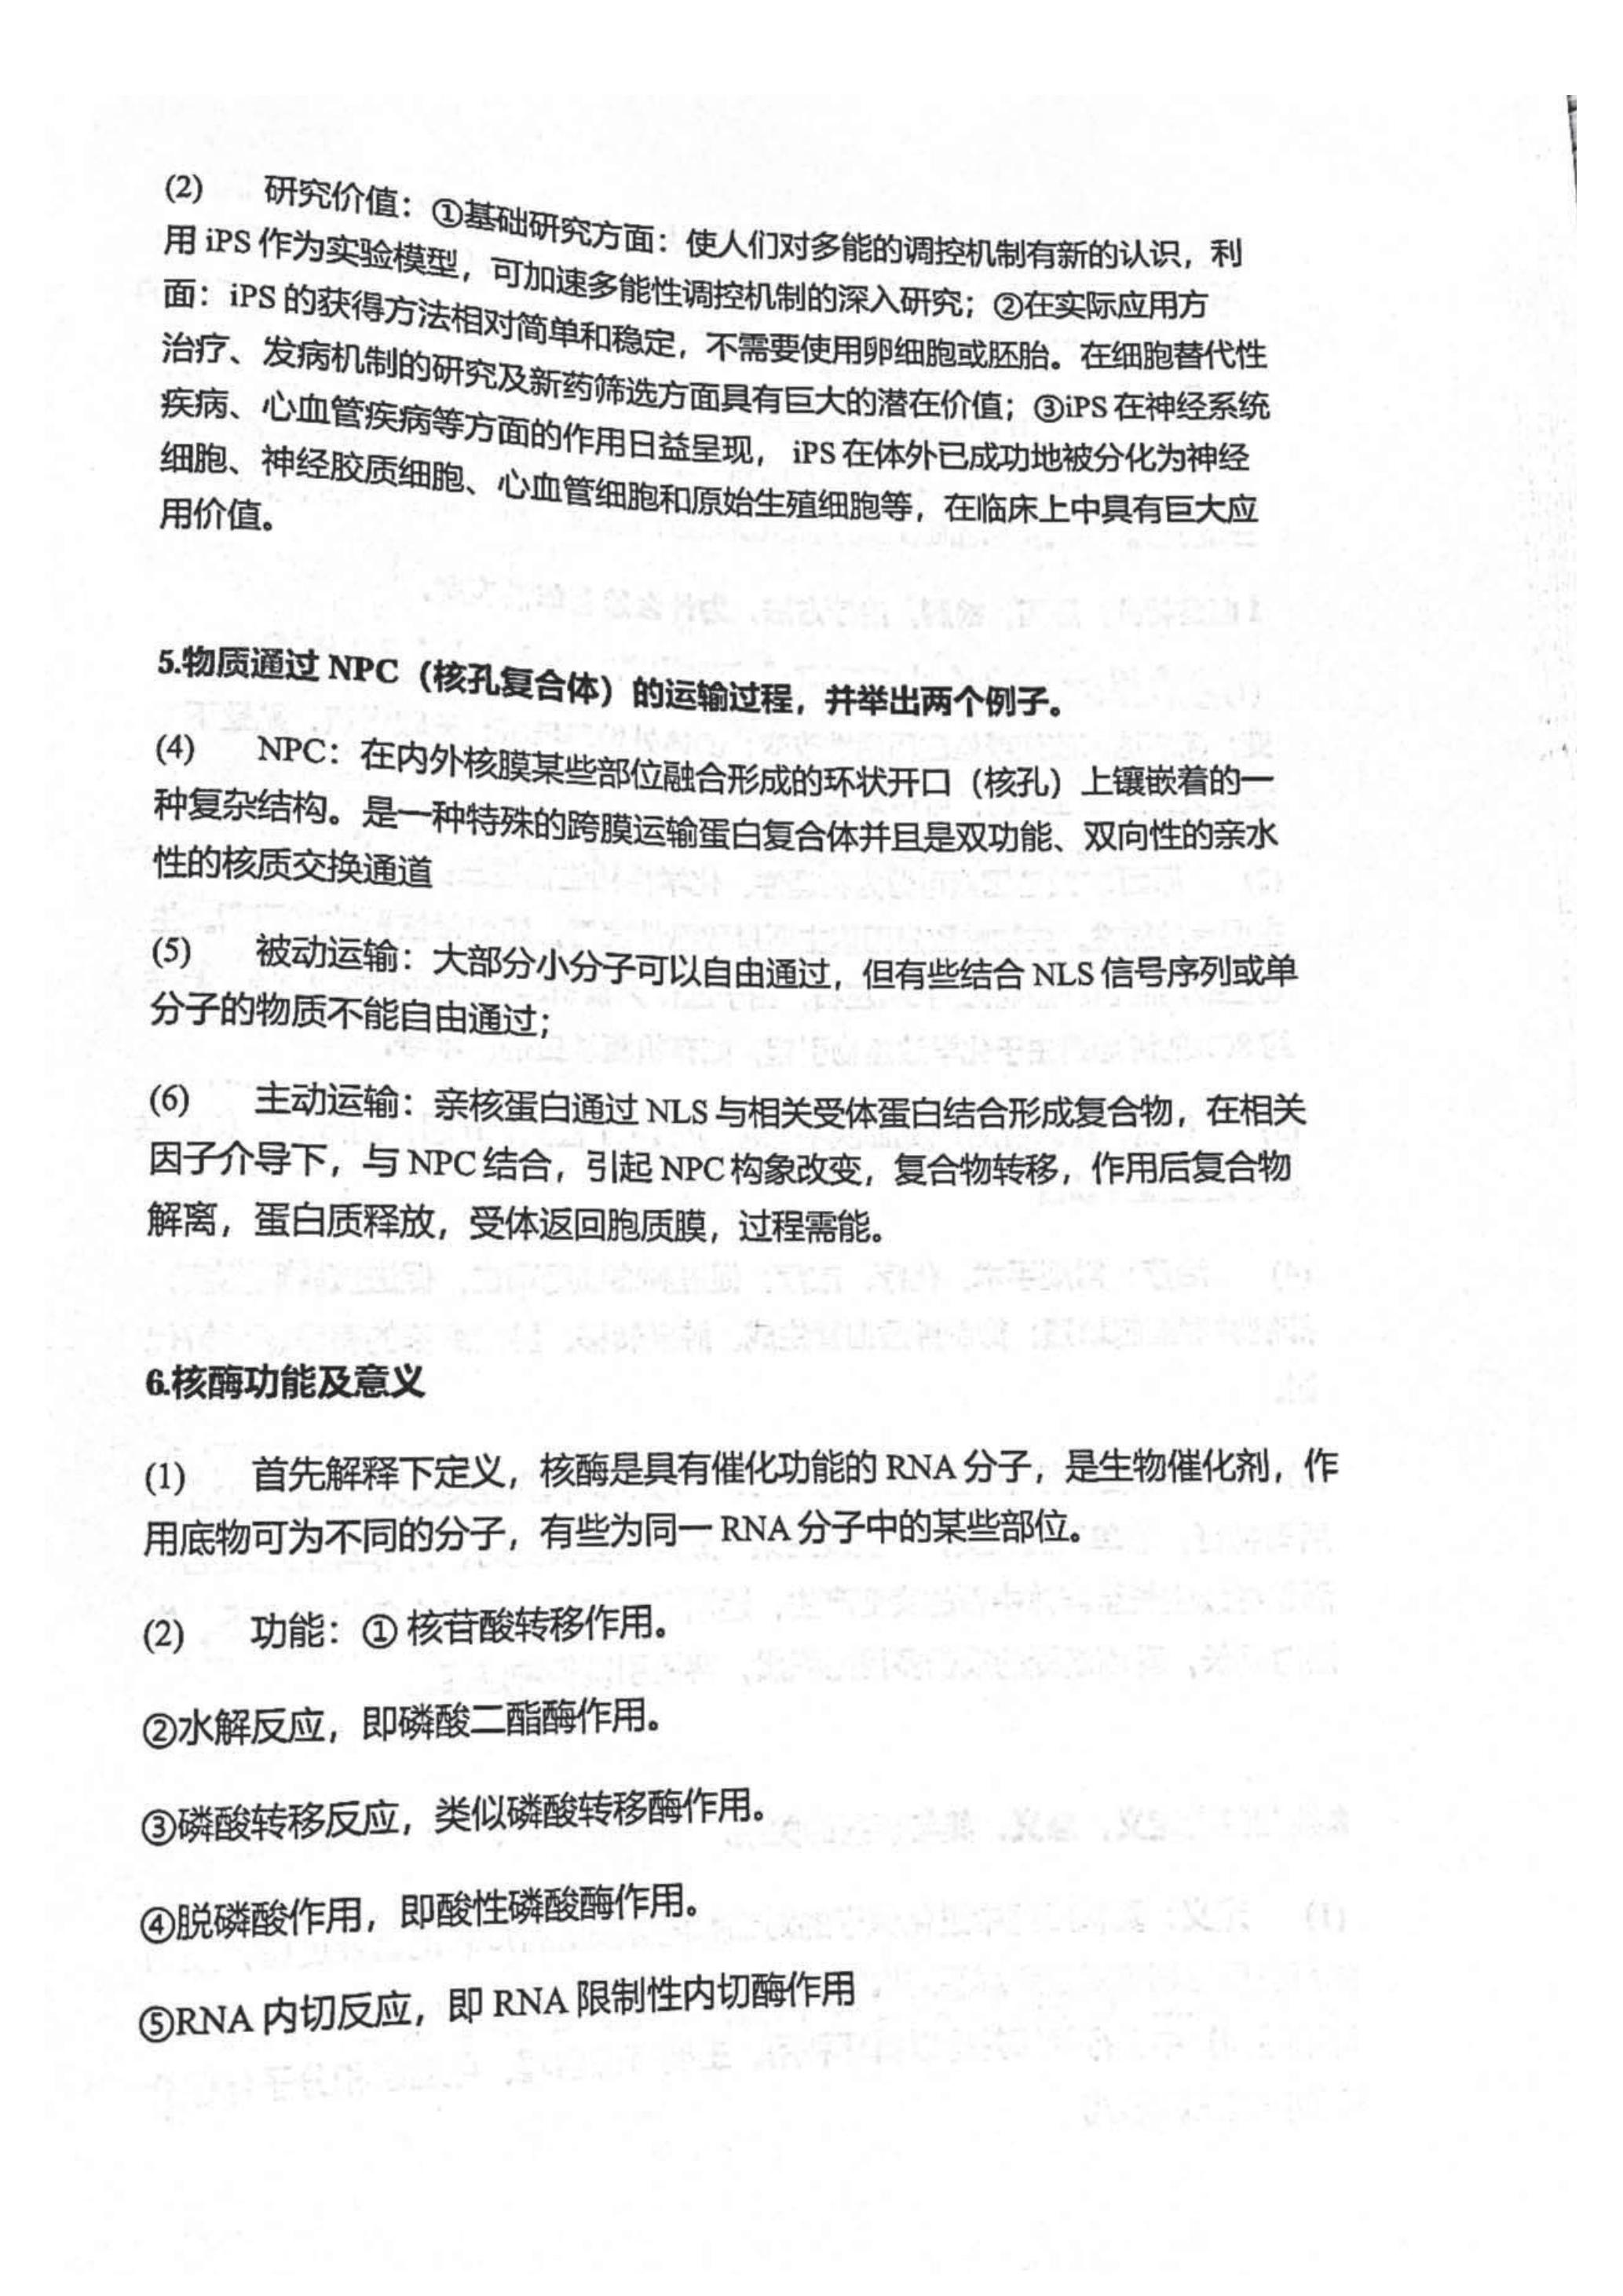 (2) 研究价值：①基础研究方面：使人们对多能的调控机制有新的认识，利
用 iPS 作为实验模型，可加速多能性调控机制的深入研究；②在实际应用方
面：iPS 的获得方法相对简单和稳定，不需要使用卵细胞或胚胎。在细胞替代性
治疗、发病机制的研究及新药筛选方面具有巨大的潜在价值；③iPS 在神经系统
疾病、心血管疾病等方面的作用日益呈现，iPS 在体外已成功地被分化为神经
细胞、神经胶质细胞、心血管细胞和原始生殖细胞等，在临床上中具有巨大应
用价值。
5.物质通过 NPC（核孔复合体）的运输过程，并举出两个例子。
(4) NPC：在内外核膜某些部位融合形成的环状开口（核孔）上镶嵌着的一
种复杂结构。是一种特殊的跨膜运输蛋白复合体并且是双功能、双向性的亲水
性的核质交换通道
(5) 被动运输：大部分小分子可以自由通过，但有些结合 NLS 信号序列或单
分子的物质不能自由通过；
(6) 主动运输：亲核蛋白通过 NLS 与相关受体蛋白结合形成复合物，在相关
因子介导下，与 NPC 结合，引起 NPC 构象改变，复合物转移，作用后复合物
解离，蛋白质释放，受体返回胞质膜，过程需能。
6.核酶功能及意义
(1) 首先解释下定义，核酶是具有催化功能的 RNA 分子，是生物催化剂，作
用底物可为不同的分子，有些为同一 RNA 分子中的某些部位。
(2) 功能：① 核苷酸转移作用。
②水解反应，即磷酸二酯酶作用。
③磷酸转移反应，类似磷酸转移酶作用。
④脱磷酸作用，即酸性磷酸酶作用。
⑤RNA 内切反应，即 RNA 限制性内切酶作用